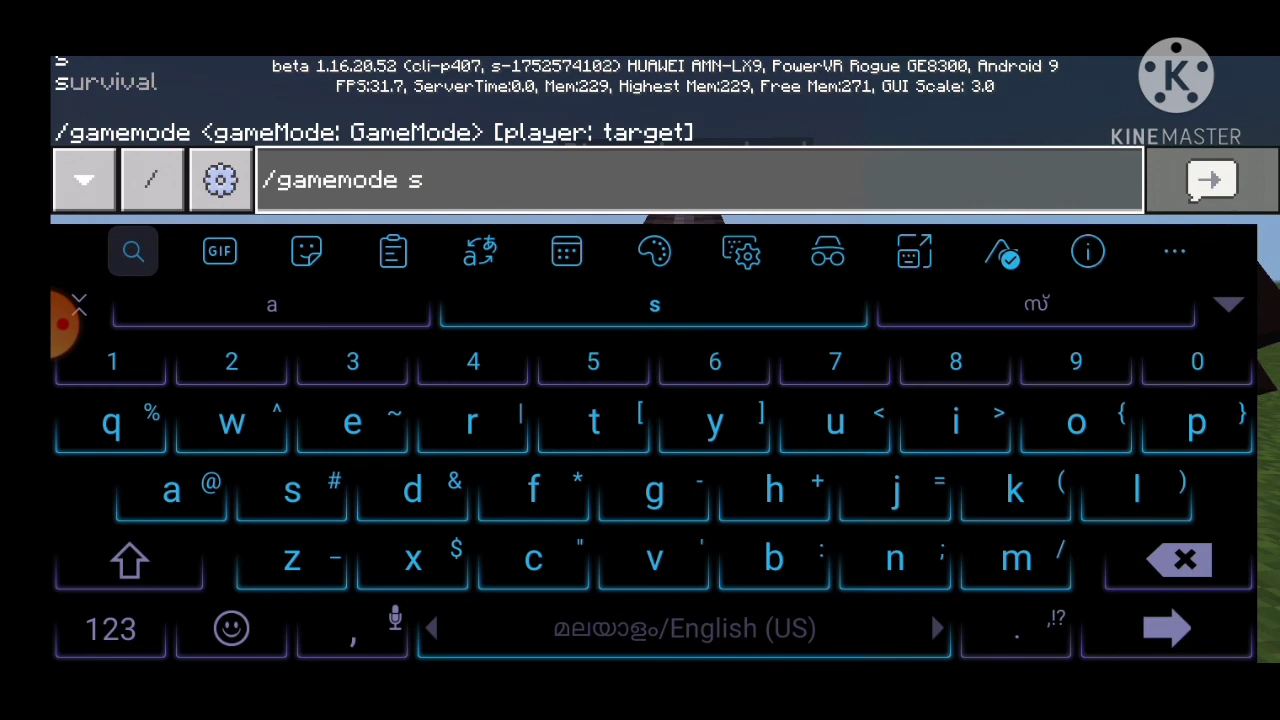 s
survival
beta 1.16.20.52 (cli-p407, s-1752574102) HUAWEI AMN-LX9, PowerVR Rogue GE8300, Android 9
FPS:31.7, ServerTime:0.0, Mem:229, Highest Mem:229, Free Mem:271, GUI Scale: 3.0
KINEMASTER
/gamemode <gameMode: GameMode> [player: target]
/ /gamemode s
GIF
a s സ്
1 2 3 4 5 6 7 8 9 0
q % w ^ e ~ r | t [ y ] u < i > o { p }
a @ s # d & f * g - h + j = k ( l )
z _ x $ c " v ' b : n ; m /
123 , മലയാളം/English (US) . ,!?